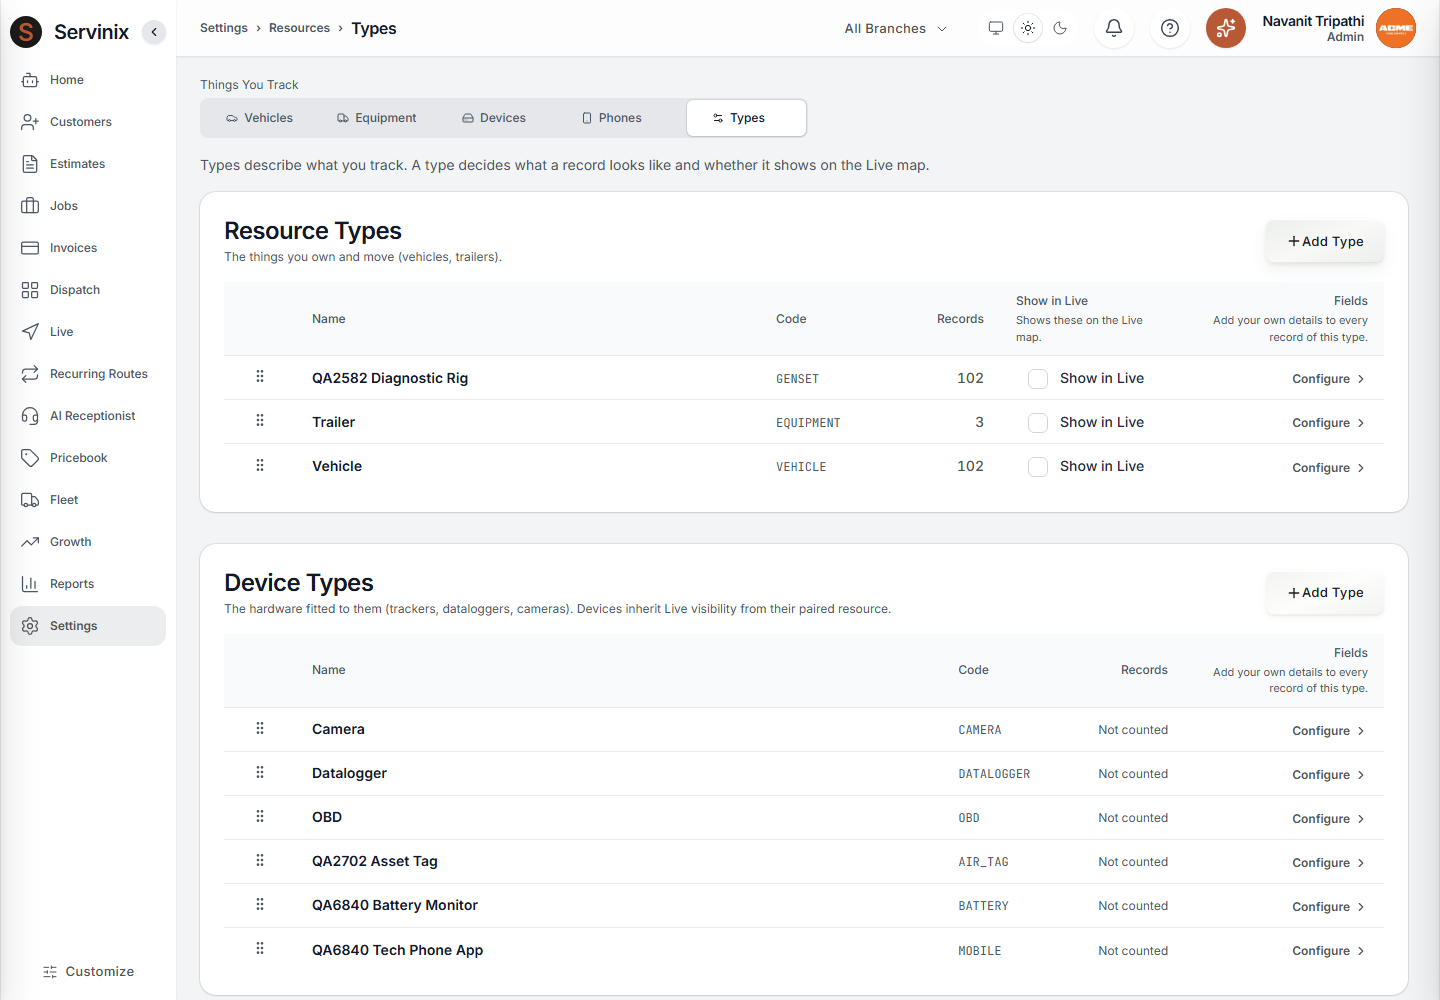 S Servinix
Settings › Resources › Types
All Branches
Navanit Tripathi
Admin
ACME
Home
Customers
Estimates
Jobs
Invoices
Dispatch
Live
Recurring Routes
AI Receptionist
Pricebook
Fleet
Growth
Reports
Settings
Customize
Things You Track
Vehicles Equipment Devices Phones Types
Types describe what you track. A type decides what a record looks like and whether it shows on the Live map.
Resource Types
The things you own and move (vehicles, trailers).
+ Add Type
Name Code Records Show in Live Fields
Shows these on the Live map.
Add your own details to every record of this type.
QA2582 Diagnostic Rig GENSET 102 Show in Live Configure
Trailer EQUIPMENT 3 Show in Live Configure
Vehicle VEHICLE 102 Show in Live Configure
Device Types
The hardware fitted to them (trackers, dataloggers, cameras). Devices inherit Live visibility from their paired resource.
+ Add Type
Name Code Records Fields
Add your own details to every record of this type.
Camera CAMERA Not counted Configure
Datalogger DATALOGGER Not counted Configure
OBD OBD Not counted Configure
QA2702 Asset Tag AIR_TAG Not counted Configure
QA6840 Battery Monitor BATTERY Not counted Configure
QA6840 Tech Phone App MOBILE Not counted Configure